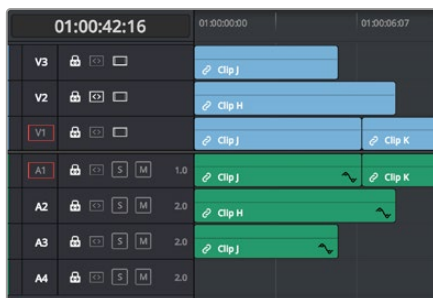 01:00:42:16 01:00:00:00 01:00:06:07
V3 Clip J
V2 Clip H
V1 Clip J Clip K
A1 S M 1.0 Clip J Clip K
A2 S M 2.0 Clip H
A3 S M 2.0 Clip J
A4 S M 2.0